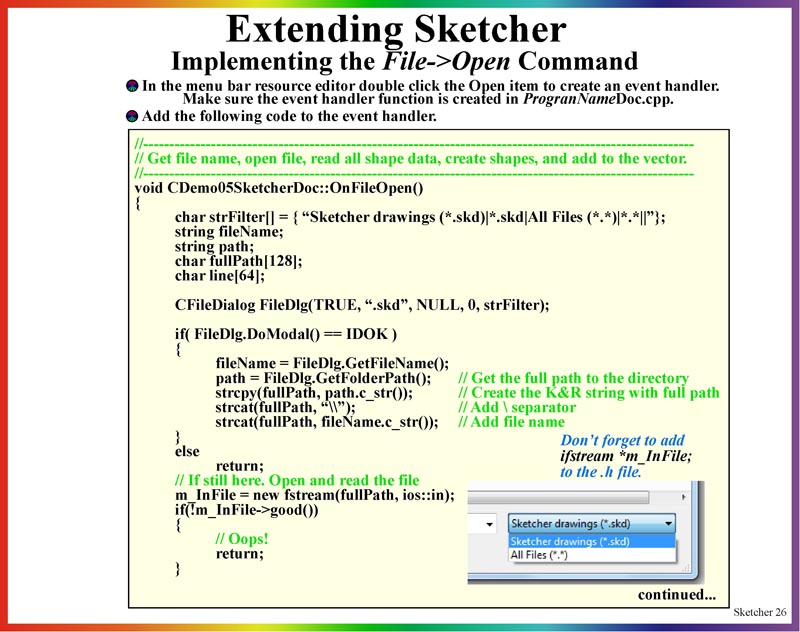 Extending Sketcher
Implementing the File->Open Command
In the menu bar resource editor double click the Open item to create an event handler.
Make sure the event handler function is created in ProgranNameDoc.cpp.
Add the following code to the event handler.
//-----------------------------------------------------------------------------------------------
// Get file name, open file, read all shape data, create shapes, and add to the vector.
//-----------------------------------------------------------------------------------------------
void CDemo05SketcherDoc::OnFileOpen()
{
char strFilter[] = { “Sketcher drawings (*.skd)|*.skd|All Files (*.*)|*.*||”};
string fileName;
string path;
char fullPath[128];
char line[64];
CFileDialog FileDlg(TRUE, “.skd”, NULL, 0, strFilter);
if( FileDlg.DoModal() == IDOK )
{
fileName = FileDlg.GetFileName();
path = FileDlg.GetFolderPath(); // Get the full path to the directory
strcpy(fullPath, path.c_str()); // Create the K&R string with full path
strcat(fullPath, “\\”); // Add \ separator
strcat(fullPath, fileName.c_str()); // Add file name
}
else
return;
// If still here. Open and read the file
m_InFile = new fstream(fullPath, ios::in);
if(!m_InFile->good())
{
// Oops!
return;
}
Don’t forget to add
ifstream *m_InFile;
to the .h file.
Sketcher drawings (*.skd)
Sketcher drawings (*.skd)
All Files (*.*)
continued...
Sketcher 26